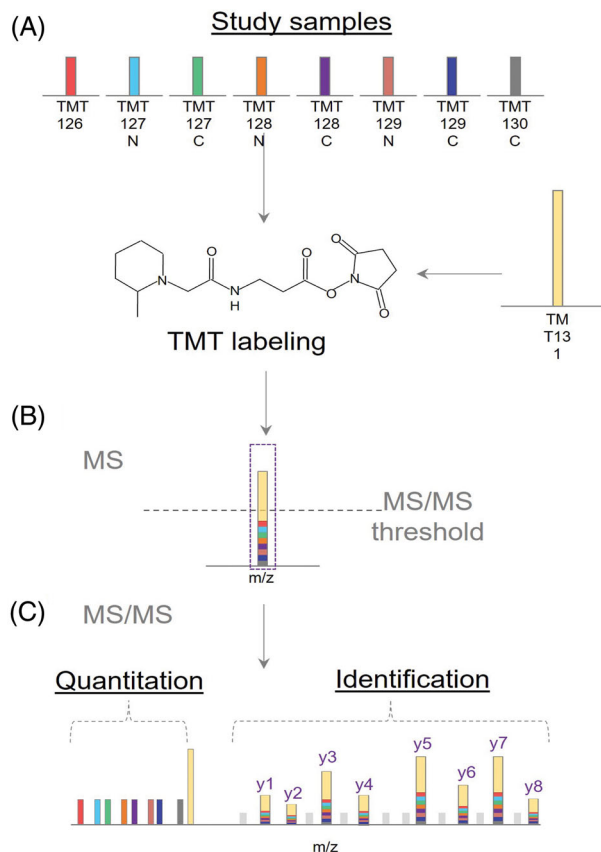 (A)
Study samples
TMT TMT TMT TMT TMT TMT TMT TMT
126 127 127 128 128 129 129 130
N C N C N C C
O
O
O
N
N
H
O
N
O
TM
T13
1
TMT labeling
(B)
MS
MS/MS
threshold
m/z
(C)
MS/MS
Quantitation
Identification
y1 y2 y3 y4 y5 y6 y7 y8
m/z